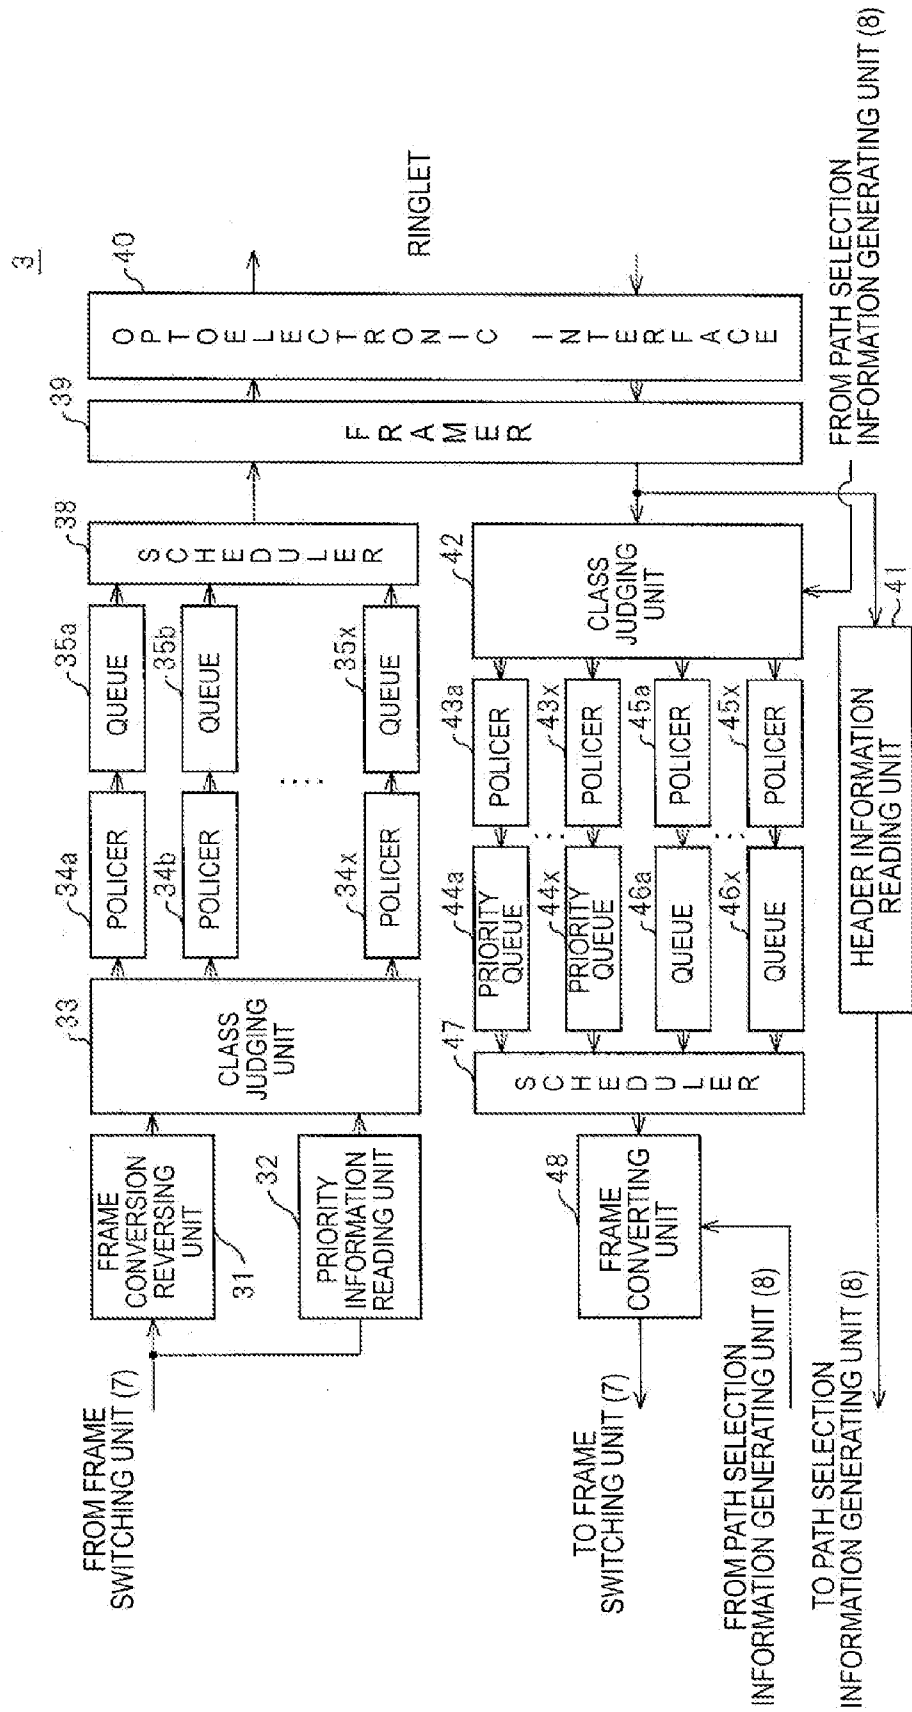 3
FROM FRAME
SWITCHING UNIT (7)
FRAME
CONVERSION
REVERSING
UNIT
31
PRIORITY
INFORMATION
READING UNIT
32
CLASS
JUDGING
UNIT
33
POLICER
34a
QUEUE
35a
POLICER
34b
QUEUE
35b
POLICER
34x
QUEUE
35x
SCHEDULER
38
FRAMER
39
OPTOELECTRONIC INTERFACE
40
RINGLET
TO FRAME
SWITCHING UNIT (7)
FRAME
CONVERTING
UNIT
48
SCHEDULER
47
PRIORITY
QUEUE
44a
POLICER
43a
PRIORITY
QUEUE
44x
POLICER
43x
QUEUE
46a
POLICER
45a
QUEUE
46x
POLICER
45x
CLASS
JUDGING
UNIT
42
FROM PATH SELECTION
INFORMATION GENERATING UNIT (8)
FROM PATH SELECTION
INFORMATION GENERATING UNIT (8)
HEADER INFORMATION
READING UNIT
41
TO PATH SELECTION
INFORMATION GENERATING UNIT (8)